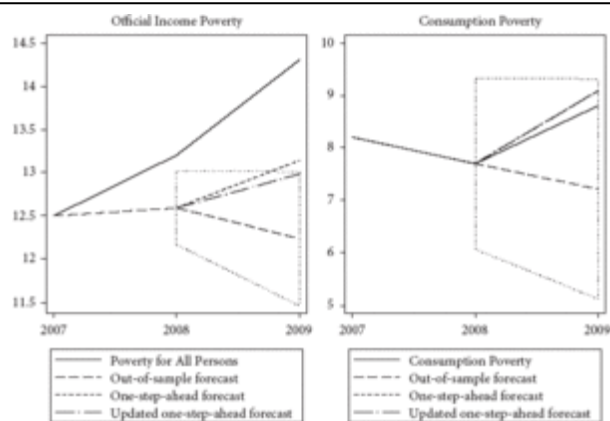 Official Income Poverty
14.5
14
13.5
13
12.5
12
11.5
2007
2008
2009
Poverty for All Persons
Out-of-sample forecast
One-step-ahead forecast
Updated one-step-ahead forecast
Consumption Poverty
10
9
8
7
6
5
2007
2008
2009
Consumption Poverty
Out-of-sample forecast
One-step-ahead forecast
Updated one-step-ahead forecast